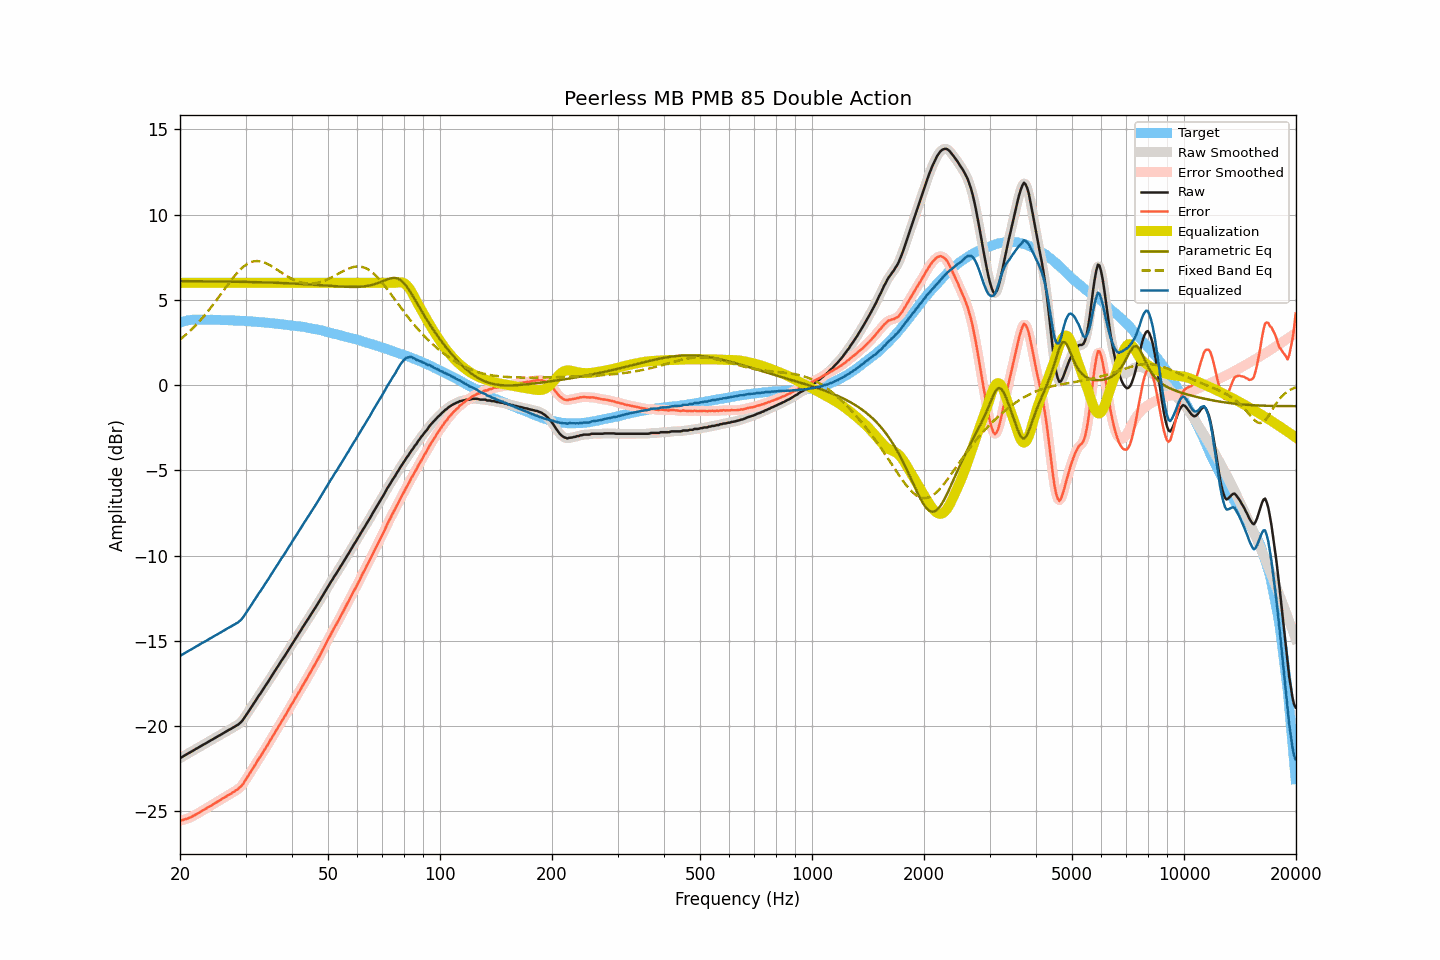 Peerless MB PMB 85 Double Action
Target
Raw Smoothed
Error Smoothed
Raw
Error
Equalization
Parametric Eq
Fixed Band Eq
Equalized
15
10
5
0
−5
−10
−15
−20
−25
Amplitude (dBr)
20
50
100
200
500
1000
2000
5000
10000
20000
Frequency (Hz)